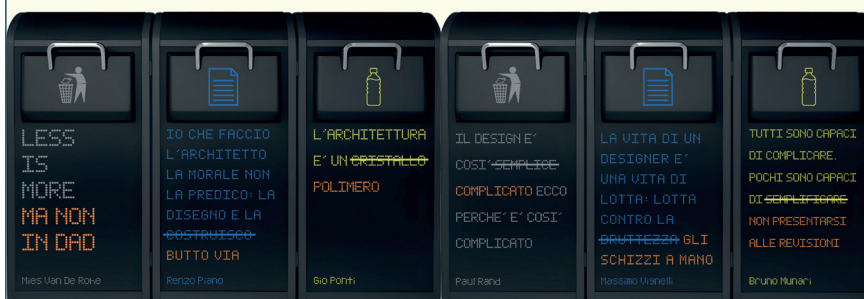 LESS
IS
MORE
MA NON
IN DAD
Mies Van De Rohe
IO CHE FACCIO
L'ARCHITETTO
LA MORALE NON
LA PREDICO: LA
DISEGNO E LA
COSTRUISCO
BUTTO VIA
Renzo Piano
L'ARCHITETTURA
E' UN CRISTALLO
POLIMERO
Gio Ponti
IL DESIGN E'
COSI' SEMPLICE
COMPLICATO ECCO
PERCHE' E' COSI'
COMPLICATO
Paul Rand
LA VITA DI UN
DESIGNER E'
UNA VITA DI
LOTTA: LOTTA
CONTRO LA
BRUTTEZZA GLI
SCHIZZI A MANO
Massimo Vignelli
TUTTI SONO CAPACI
DI COMPLICARE.
POCHI SONO CAPACI
DI SEMPLIFICARE
NON PRESENTARSI
ALLE REVISIONI
Bruno Munari